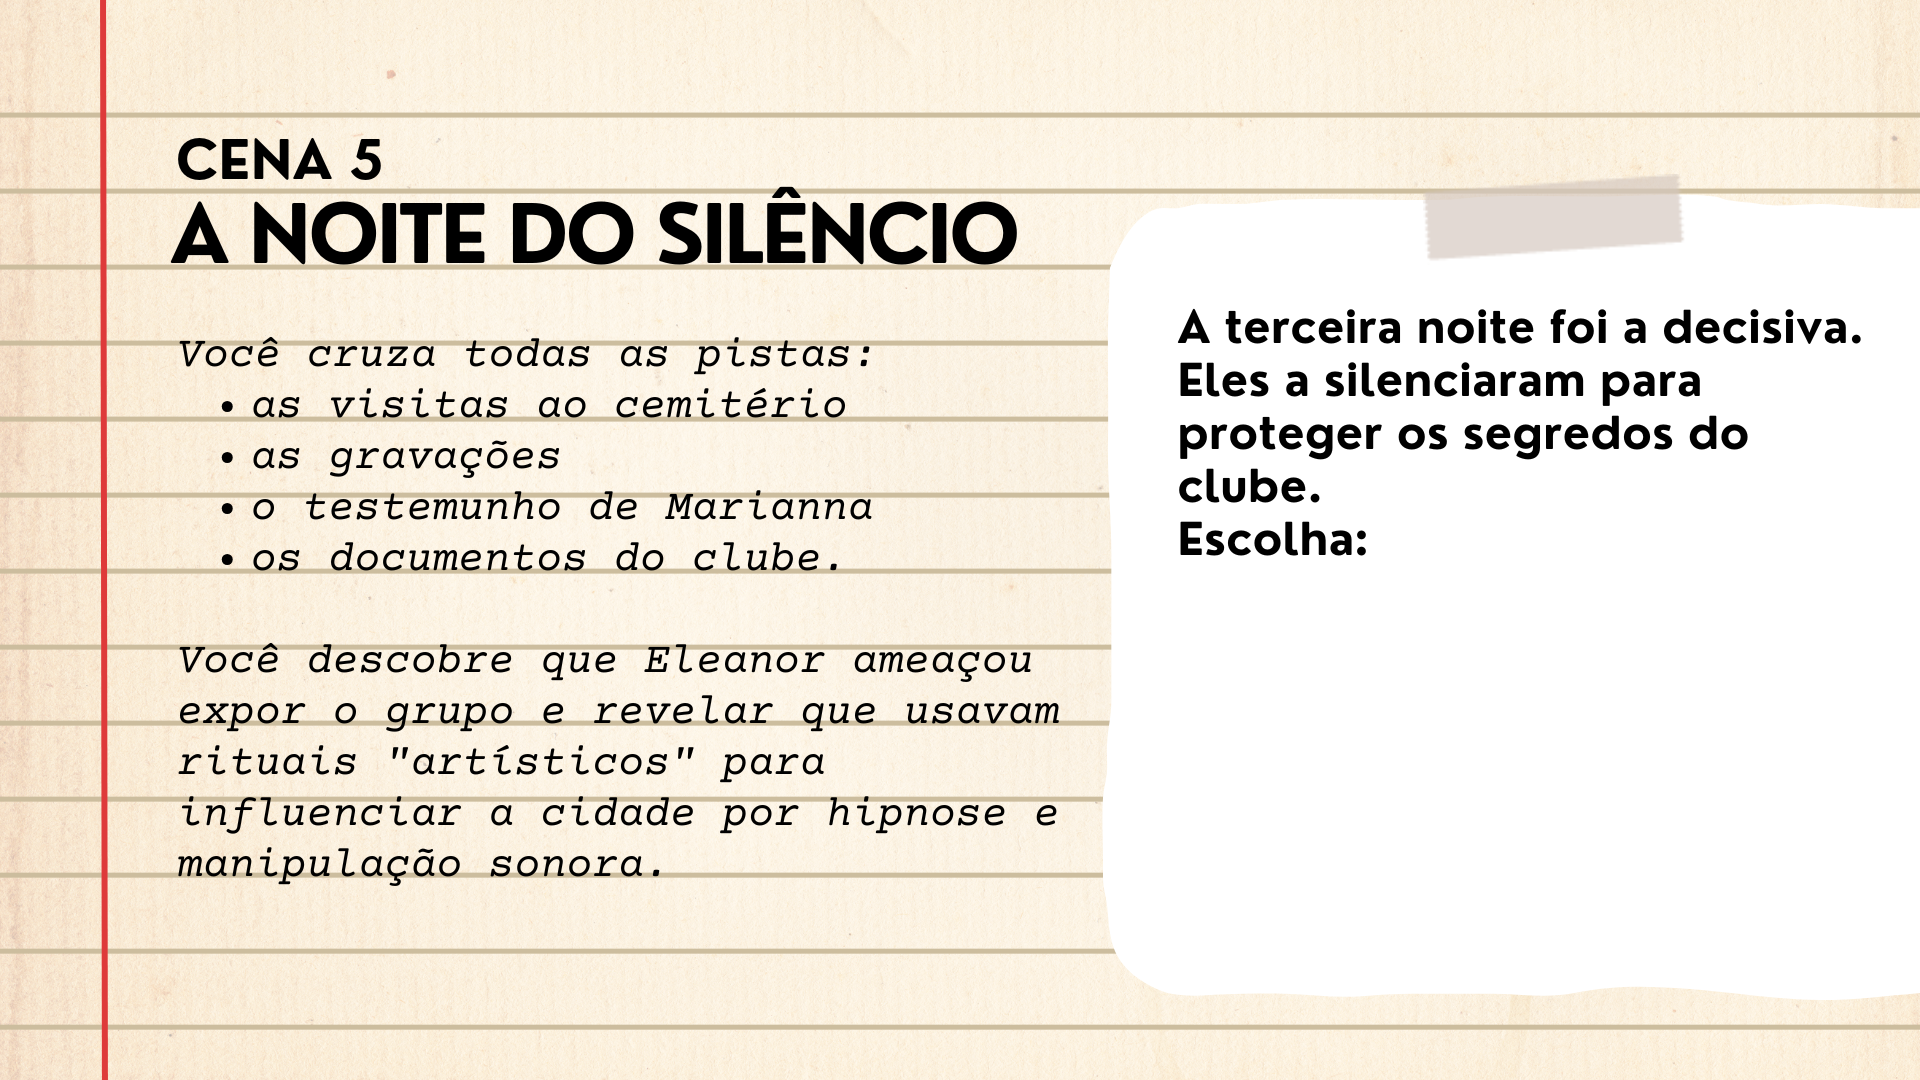 CENA 5
A NOITE DO SILÊNCIO
Você cruza todas as pistas:
• as visitas ao cemitério
• as gravações
• o testemunho de Marianna
• os documentos do clube.
Você descobre que Eleanor ameaçou
expor o grupo e revelar que usavam
rituais "artísticos" para
influenciar a cidade por hipnose e
manipulação sonora.
A terceira noite foi a decisiva.
Eles a silenciaram para
proteger os segredos do
clube.
Escolha: